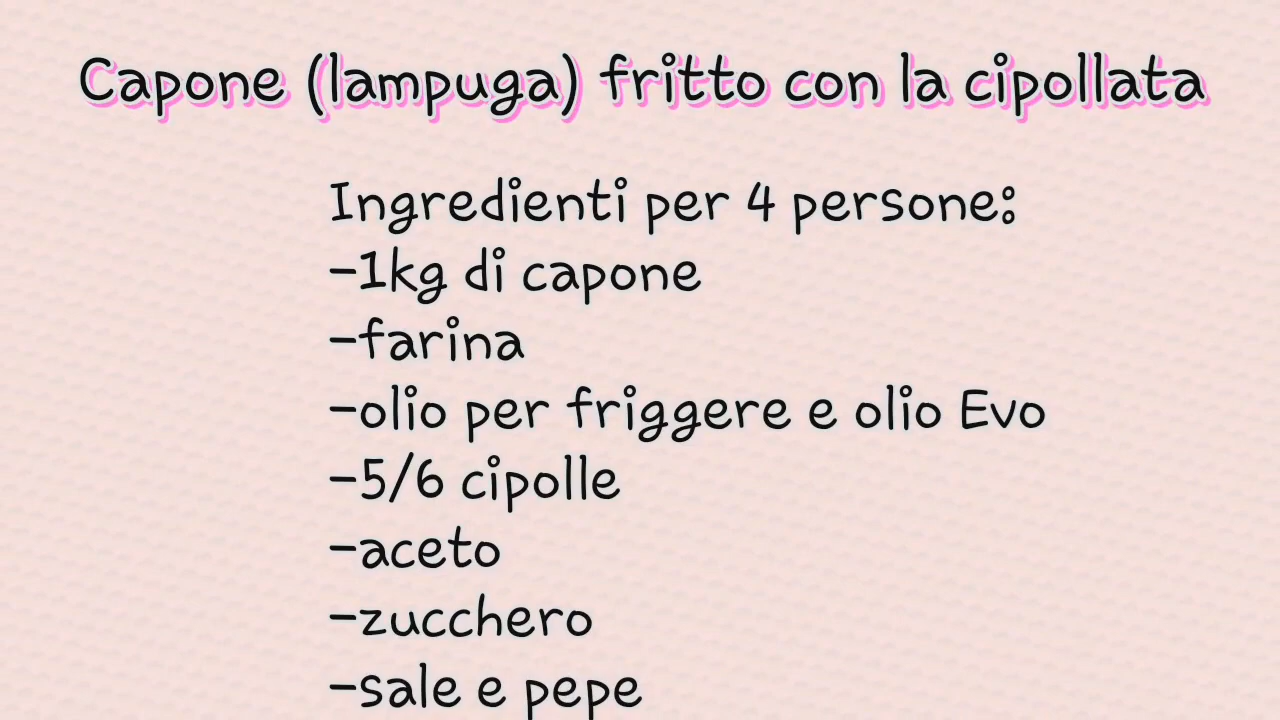 Capone (lampuga) fritto con la cipollata
Ingredienti per 4 persone:
-1kg di capone
-farina
-olio per friggere e olio Evo
-5/6 cipolle
-aceto
-zucchero
-sale e pepe